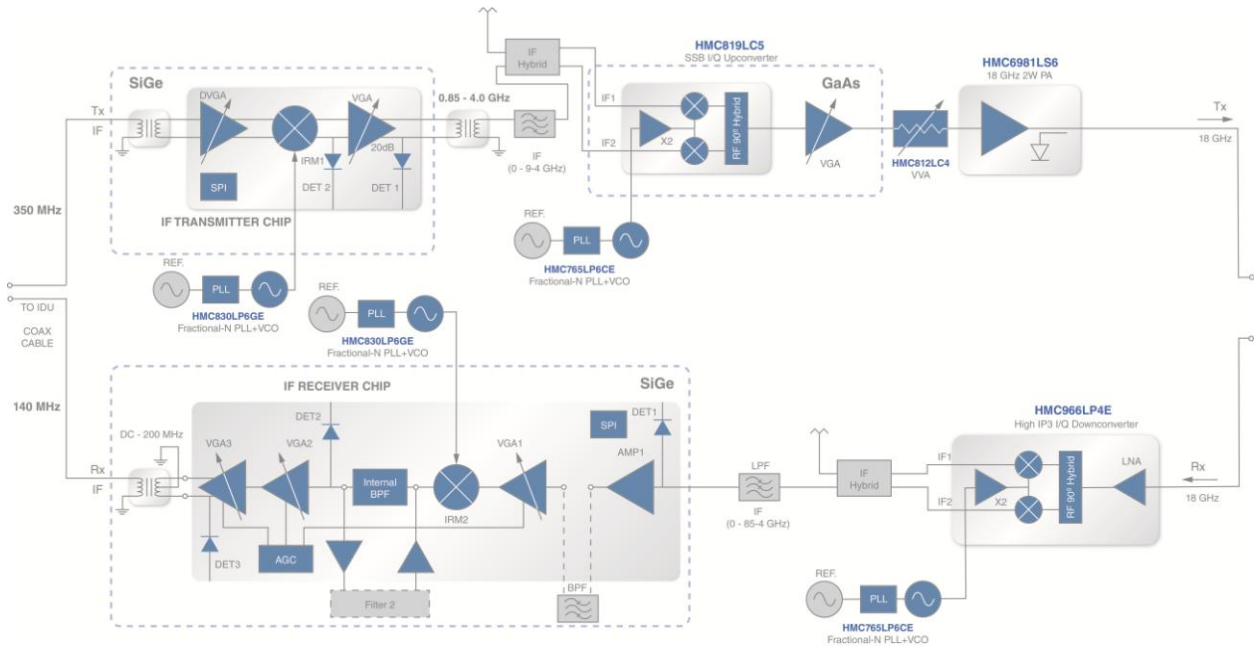 HMC819LC5
SSB I/Q Upconverter
HMC6981LS6
18 GHz 2W PA
IF
Hybrid
SiGe
GaAs
Tx
IF
DVGA
VGA
0.85 - 4.0 GHz
IF1
IF2
X2
RF 90º Hybrid
VGA
HMC812LC4
VVA
Tx
18 GHz
IRM1
20dB
DET 2
DET 1
SPI
IF
(0 - 9-4 GHz)
IF TRANSMITTER CHIP
350 MHz
REF.
PLL
HMC765LP6CE
Fractional-N PLL+VCO
REF.
PLL
HMC830LP6GE
Fractional-N PLL+VCO
REF.
PLL
HMC830LP6GE
Fractional-N PLL+VCO
TO IDU
COAX
CABLE
140 MHz
IF RECEIVER CHIP
SiGe
DC - 200 MHz
Rx
IF
VGA3
VGA2
DET2
Internal
BPF
IRM2
VGA1
SPI
DET1
AMP1
DET3
AGC
Filter 2
BPF
LPF
IF
(0 - 85-4 GHz)
IF
Hybrid
HMC966LP4E
High IP3 I/Q Downconverter
IF1
IF2
X2
RF 90º Hybrid
LNA
Rx
18 GHz
REF.
PLL
HMC765LP6CE
Fractional-N PLL+VCO